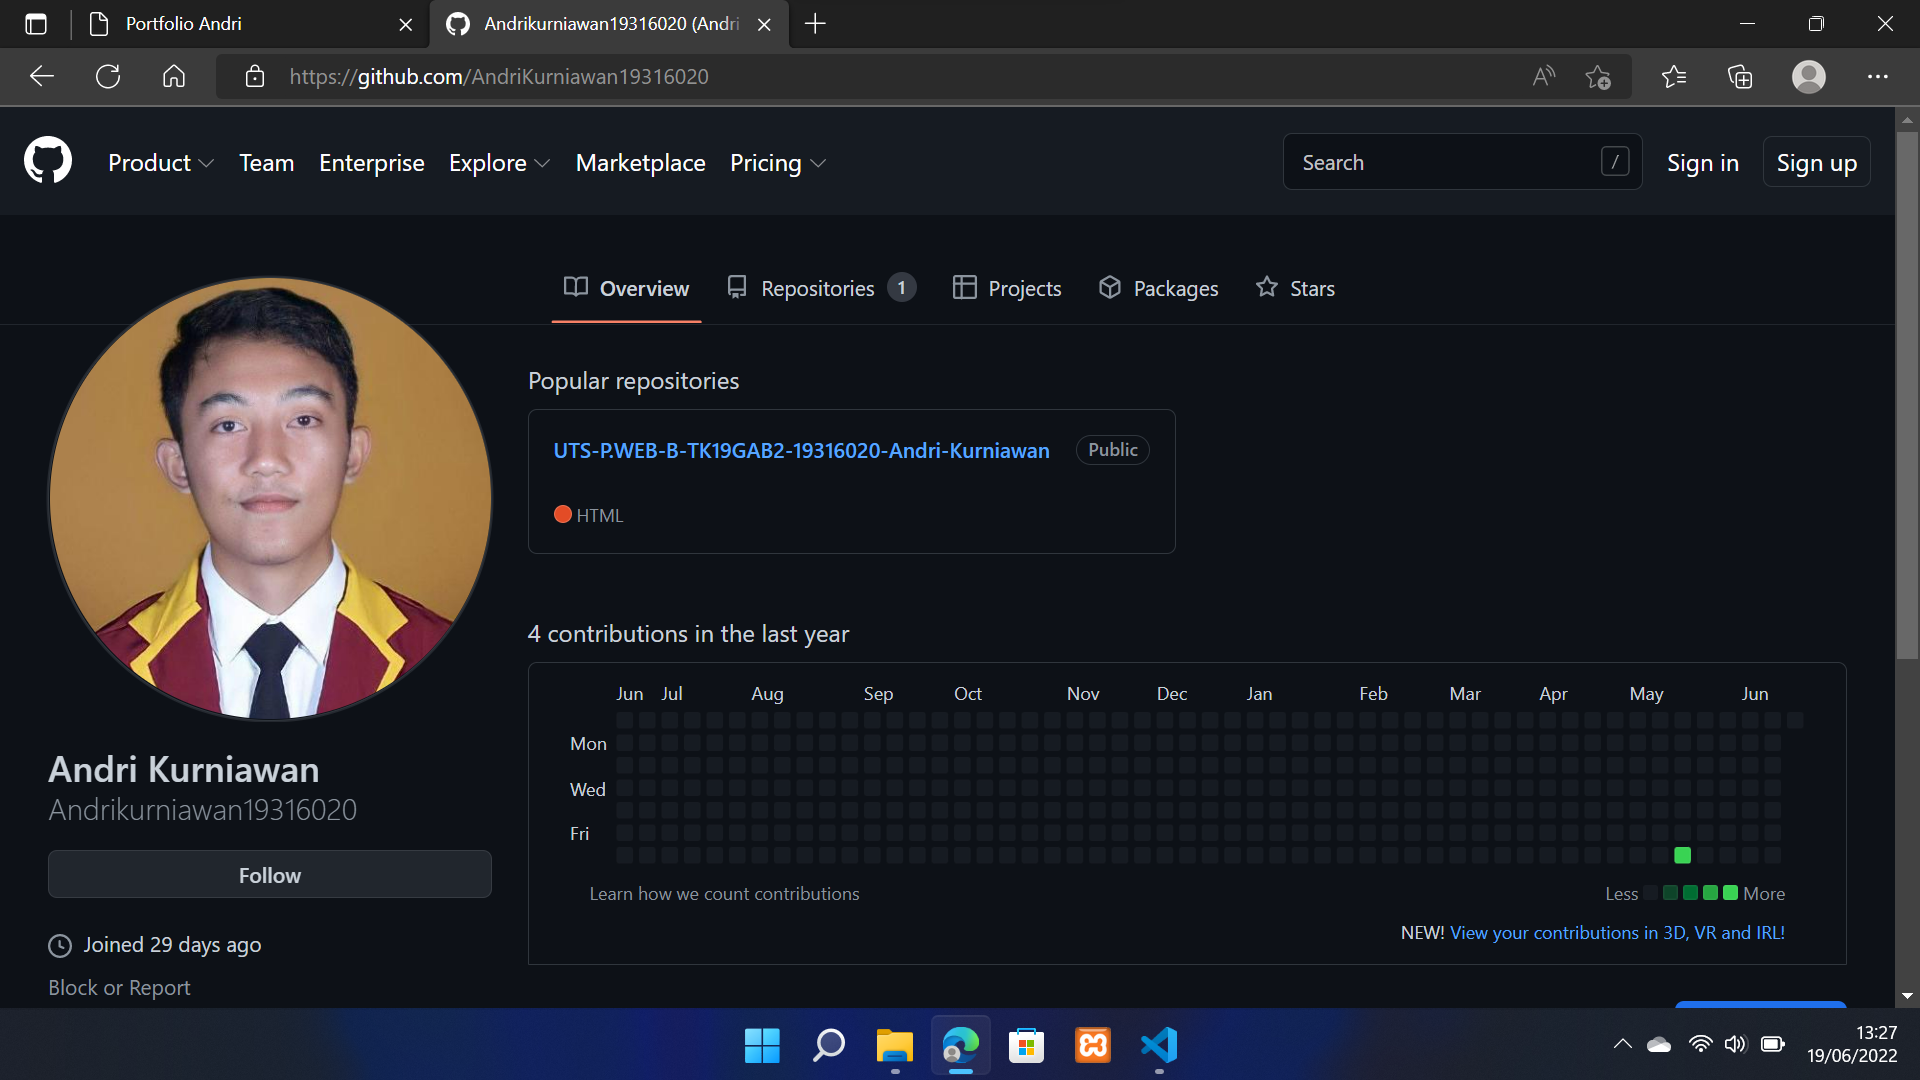 Portfolio Andri
Andrikurniawan19316020 (Andri
https://github.com/AndriKurniawan19316020
Product Team Enterprise Explore Marketplace Pricing
Search /
Sign in
Sign up
Overview
Repositories 1
Projects
Packages
Stars
Popular repositories
UTS-P.WEB-B-TK19GAB2-19316020-Andri-Kurniawan Public
HTML
4 contributions in the last year
Jun Jul Aug Sep Oct Nov Dec Jan Feb Mar Apr May Jun
Mon
Wed
Fri
Learn how we count contributions
Less More
NEW! View your contributions in 3D, VR and IRL!
Andri Kurniawan
Andrikurniawan19316020
Follow
Joined 29 days ago
Block or Report
13:27
19/06/2022